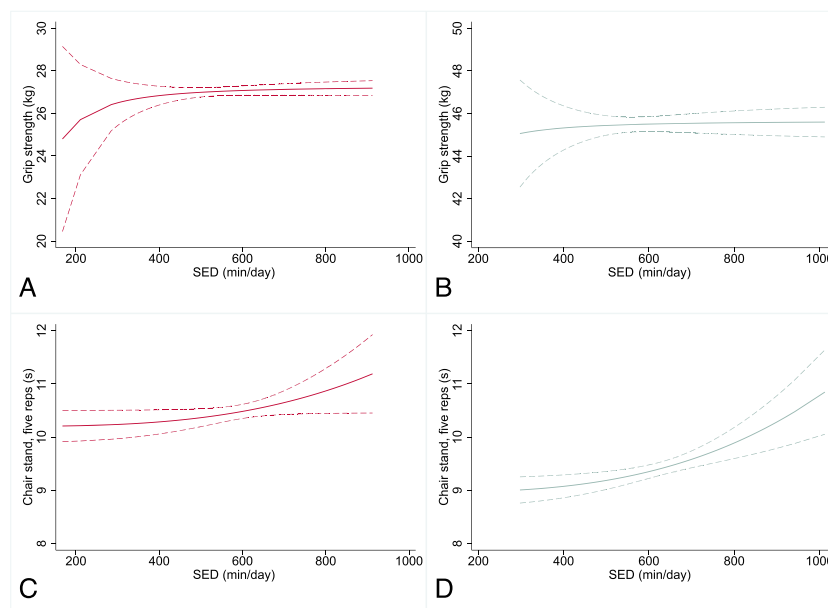 30
28
26
24
22
20
Grip strength (kg)
200 400 600 800 1000
SED (min/day)
A
50
48
46
44
42
40
Grip strength (kg)
200 400 600 800 1000
SED (min/day)
B
12
11
10
9
8
Chair stand, five reps (s)
200 400 600 800 1000
SED (min/day)
C
12
11
10
9
8
Chair stand, five reps (s)
200 400 600 800 1000
SED (min/day)
D